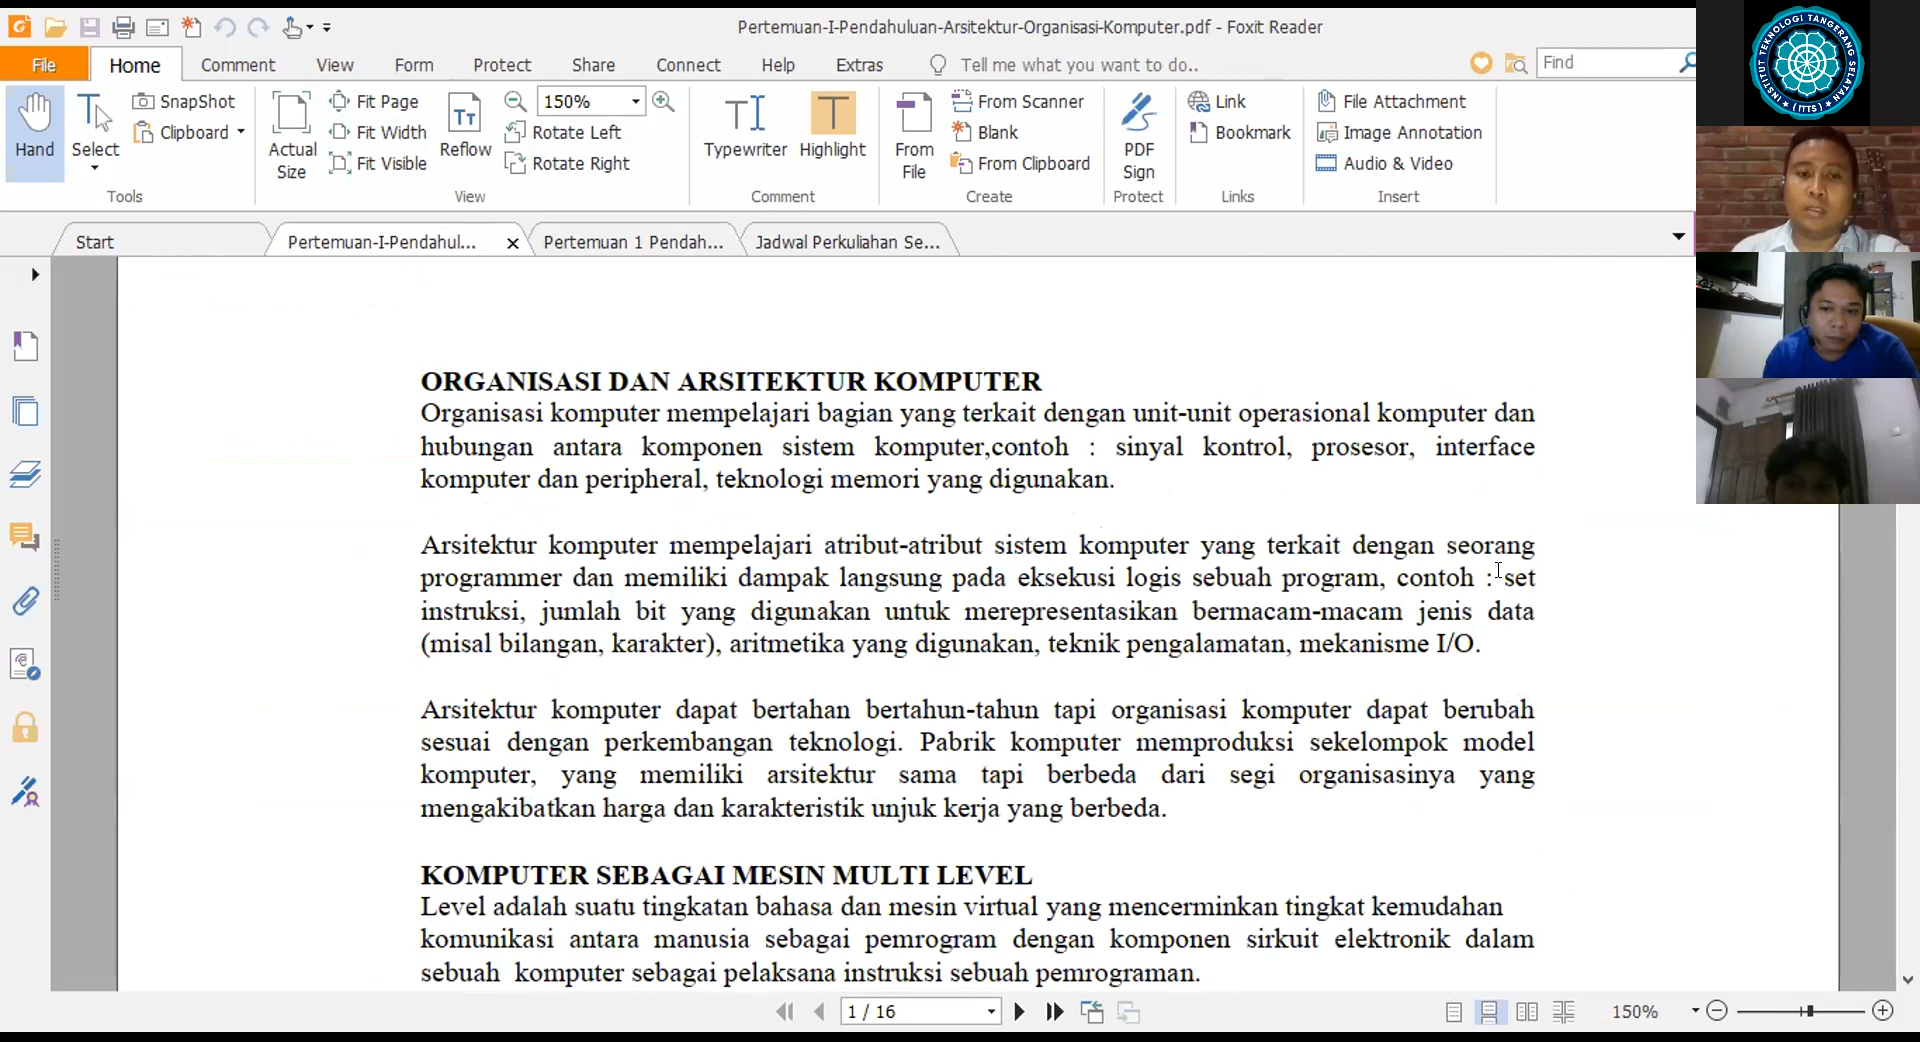 Pertemuan-I-Pendahuluan-Arsitektur-Organisasi-Komputer.pdf - Foxit Reader
File Home Comment View Form Protect Share Connect Help Extras Tell me what you want to do.. Find
Hand
Select
SnapShot
Clipboard
Tools
Actual Size
Fit Page
Fit Width
Fit Visible
Reflow
150%
Rotate Left
Rotate Right
View
Typewriter
Highlight
Comment
From File
From Scanner
Blank
From Clipboard
Create
PDF Sign
Protect
Link
Bookmark
Links
File Attachment
Image Annotation
Audio & Video
Insert
INSTITUT TEKNOLOGI TANGERANG SELATAN
(ITTS)
Start Pertemuan-I-Pendahul... Pertemuan 1 Pendah... Jadwal Perkuliahan Se...
ORGANISASI DAN ARSITEKTUR KOMPUTER
Organisasi komputer mempelajari bagian yang terkait dengan unit-unit operasional komputer dan
hubungan antara komponen sistem komputer,contoh : sinyal kontrol, prosesor, interface
komputer dan peripheral, teknologi memori yang digunakan.
Arsitektur komputer mempelajari atribut-atribut sistem komputer yang terkait dengan seorang
programmer dan memiliki dampak langsung pada eksekusi logis sebuah program, contoh : set
instruksi, jumlah bit yang digunakan untuk merepresentasikan bermacam-macam jenis data
(misal bilangan, karakter), aritmetika yang digunakan, teknik pengalamatan, mekanisme I/O.
Arsitektur komputer dapat bertahan bertahun-tahun tapi organisasi komputer dapat berubah
sesuai dengan perkembangan teknologi. Pabrik komputer memproduksi sekelompok model
komputer, yang memiliki arsitektur sama tapi berbeda dari segi organisasinya yang
mengakibatkan harga dan karakteristik unjuk kerja yang berbeda.
KOMPUTER SEBAGAI MESIN MULTI LEVEL
Level adalah suatu tingkatan bahasa dan mesin virtual yang mencerminkan tingkat kemudahan
komunikasi antara manusia sebagai pemrogram dengan komponen sirkuit elektronik dalam
sebuah komputer sebagai pelaksana instruksi sebuah pemrograman.
1 / 16
150%